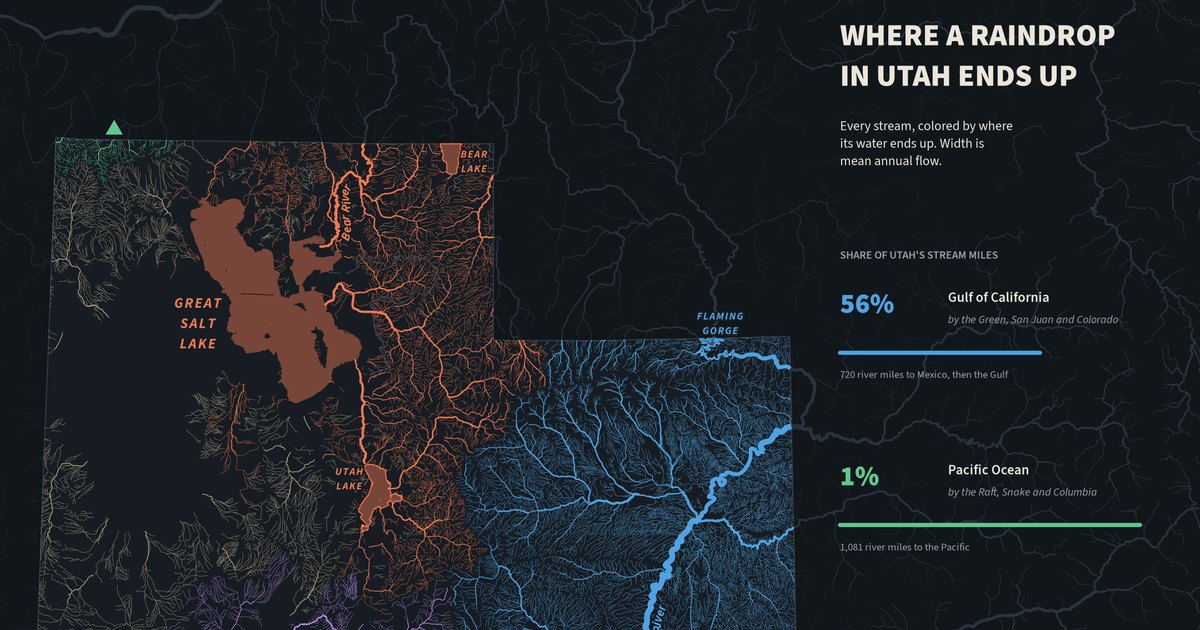 WHERE A RAINDROP
IN UTAH ENDS UP
Every stream, colored by where
its water ends up. Width is
mean annual flow.
SHARE OF UTAH'S STREAM MILES
56%
Gulf of California
by the Green, San Juan and Colorado
720 river miles to Mexico, then the Gulf
1%
Pacific Ocean
by the Raft, Snake and Columbia
1,081 river miles to the Pacific
BEAR
LAKE
Bear River
GREAT
SALT
LAKE
FLAMING
GORGE
UTAH
LAKE